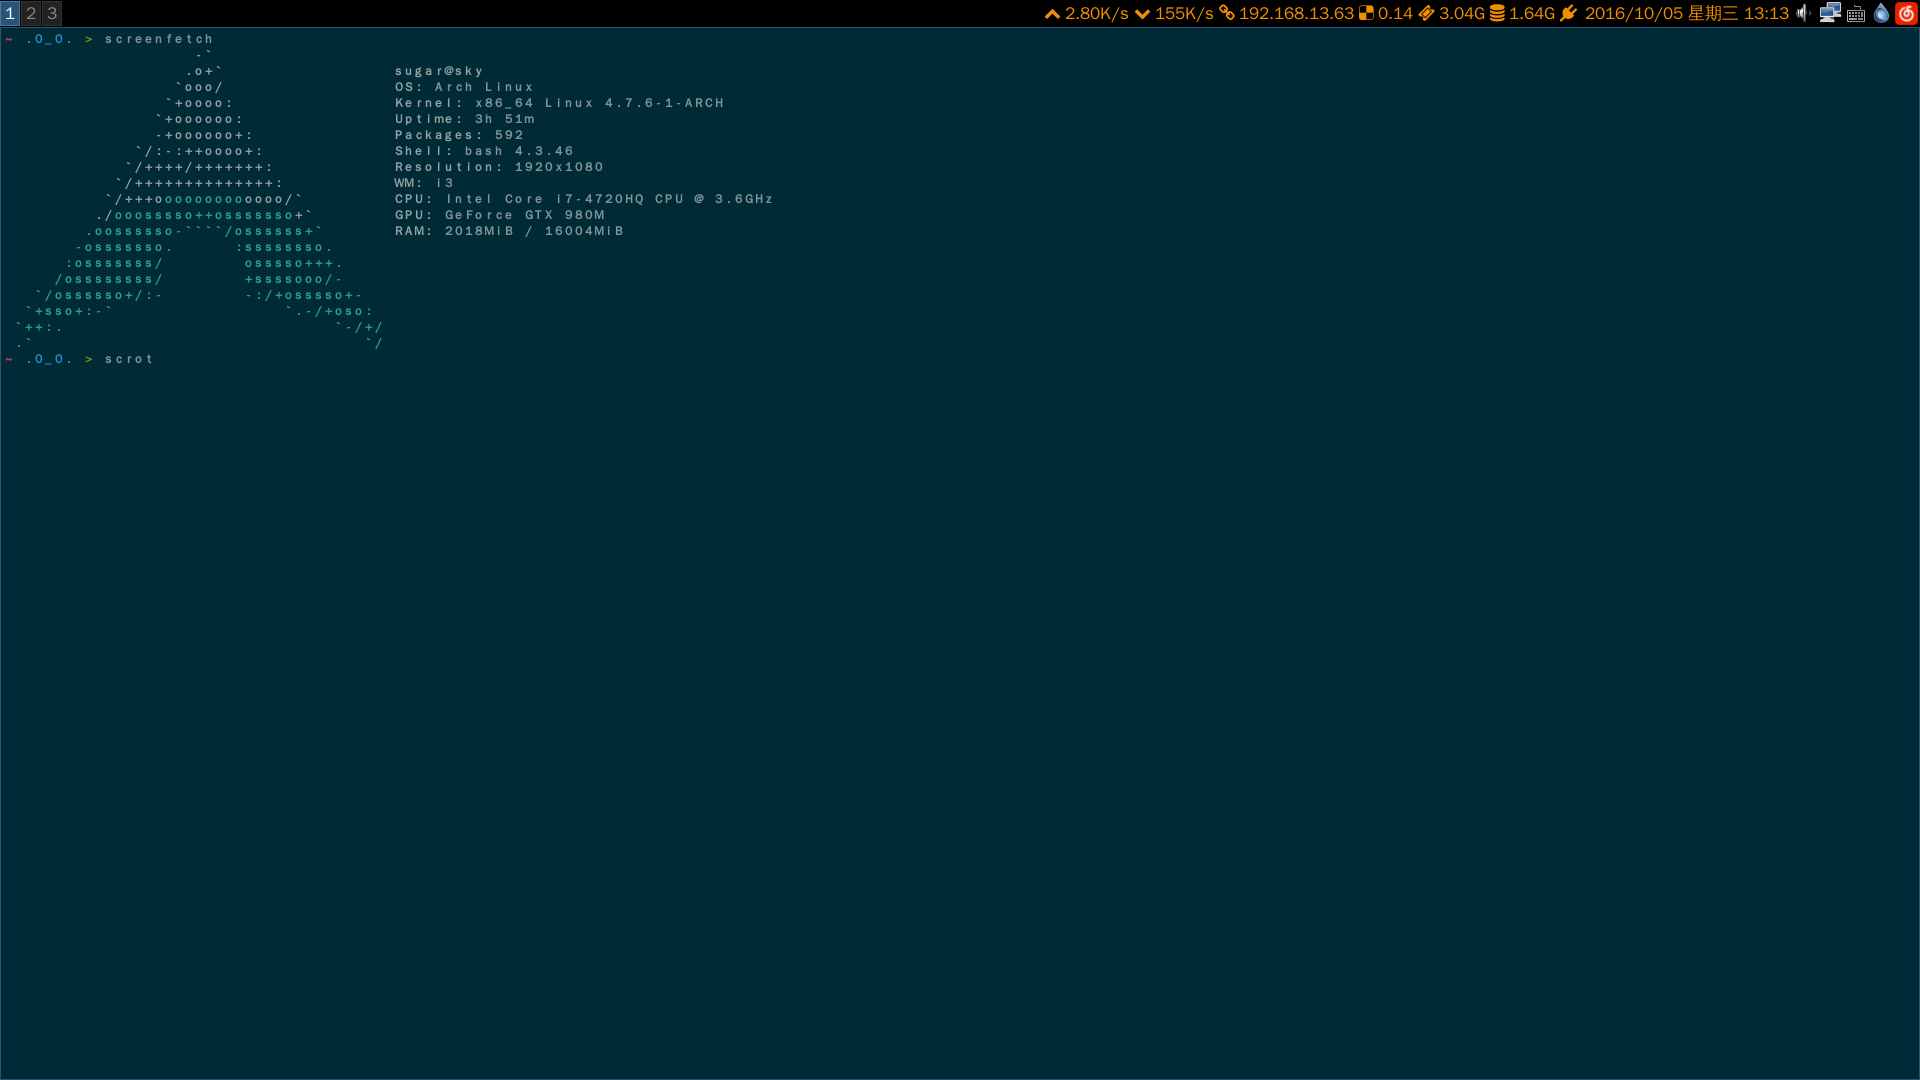 1 2 3 2.80K/s 155K/s 192.168.13.63 0.14 3.04G 1.64G 2016/10/05 星期三 13:13
~ .O_O. > screenfetch
-`
.o+` sugar@sky
`ooo/ OS: Arch Linux
`+oooo: Kernel: x86_64 Linux 4.7.6-1-ARCH
`+oooooo: Uptime: 3h 51m
-+oooooo+: Packages: 592
`/:-:++oooo+: Shell: bash 4.3.46
`/++++/+++++++: Resolution: 1920x1080
`/++++++++++++++: WM: i3
`/+++ooooooooooooo/` CPU: Intel Core i7-4720HQ CPU @ 3.6GHz
./ooosssso++osssssso+` GPU: GeForce GTX 980M
.oossssso-````/ossssss+` RAM: 2018MiB / 16004MiB
-osssssso. :ssssssso.
:osssssss/ osssso+++.
/ossssssss/ +ssssooo/-
`/ossssso+/:- -:/+osssso+-
`+sso+:-` `.-/+oso:
`++:. `-/+/
.` `/
~ .O_O. > scrot